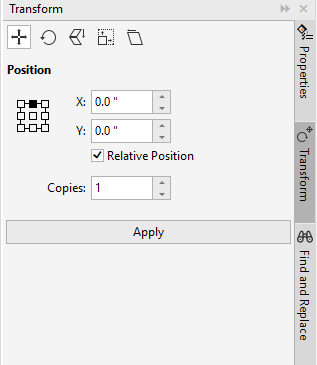 Transform
Position
X: 0.0 "
Y: 0.0 "
Relative Position
Copies: 1
Apply
Properties
Transform
Find and Replace